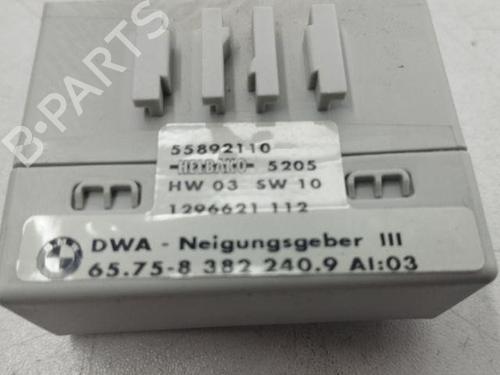 B-PARTS
55892110
HELBAKO 5205
HW 03 SW 10
1296621 112
DWA - Neigungsgeber III
65.75-8 382 240.9 AI:03